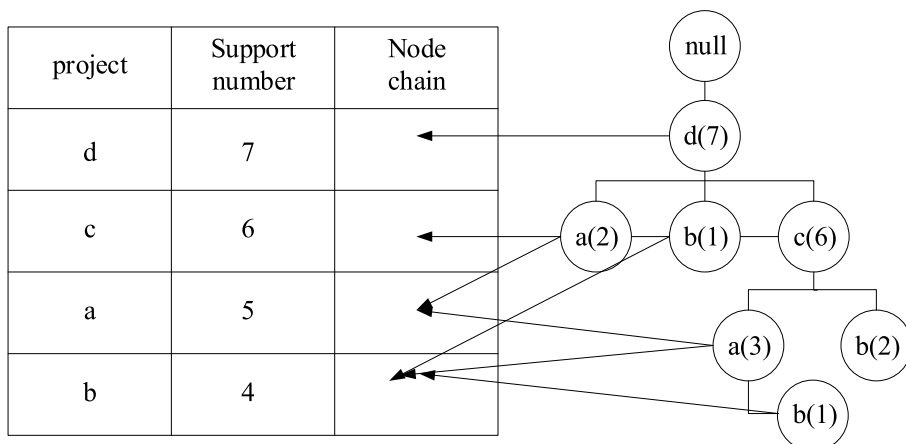 project
Support
number
Node
chain
d
7
c
6
a
5
b
4
null
d(7)
a(2)
b(1)
c(6)
a(3)
b(2)
b(1)